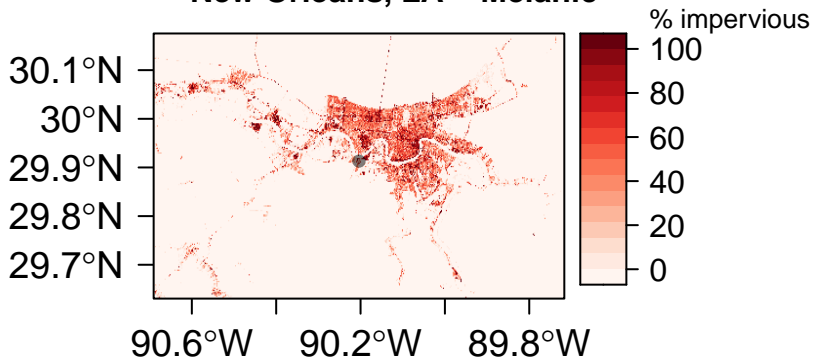 New Orleans, LA - Melanic
% impervious
100
80
60
40
20
0
30.1°N
30°N
29.9°N
29.8°N
29.7°N
90.6°W 90.2°W 89.8°W